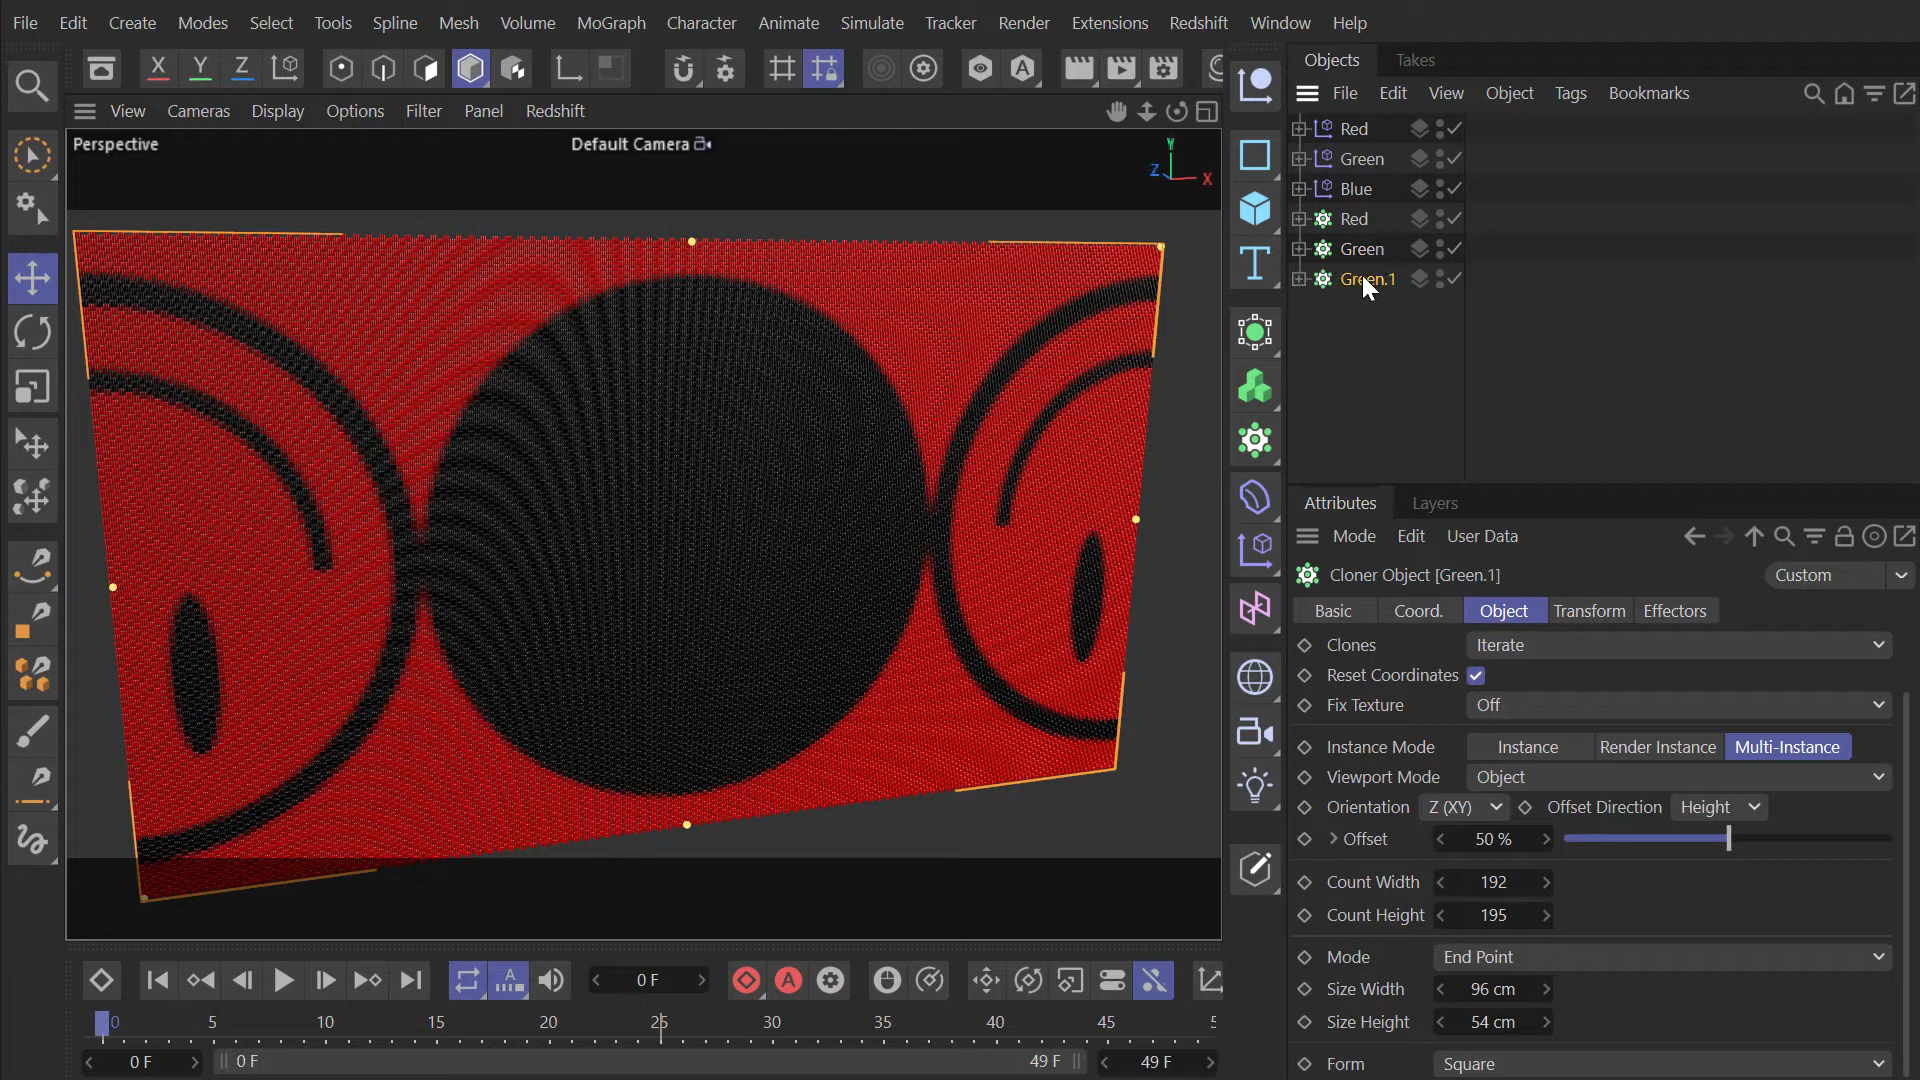 File Edit Create Modes Select Tools Spline Mesh Volume MoGraph Character Animate Simulate Tracker Render Extensions Redshift Window Help
X Y Z
View Cameras Display Options Filter Panel Redshift
Perspective
Default Camera
Y
Z
X
Objects Takes
File Edit View Object Tags Bookmarks
Red
Green
Blue
Red
Green
Green.1
Attributes Layers
Mode Edit User Data
Cloner Object [Green.1]
Custom
Basic Coord. Object Transform Effectors
Clones Iterate
Reset Coordinates
Fix Texture Off
Instance Mode Instance Render Instance Multi-Instance
Viewport Mode Object
Orientation Z (XY) Offset Direction Height
Offset 50 %
Count Width 192
Count Height 195
Mode End Point
Size Width 96 cm
Size Height 54 cm
Form Square
0 F
0 5 10 15 20 25 30 35 40 45 5
0 F 0 F 49 F 49 F